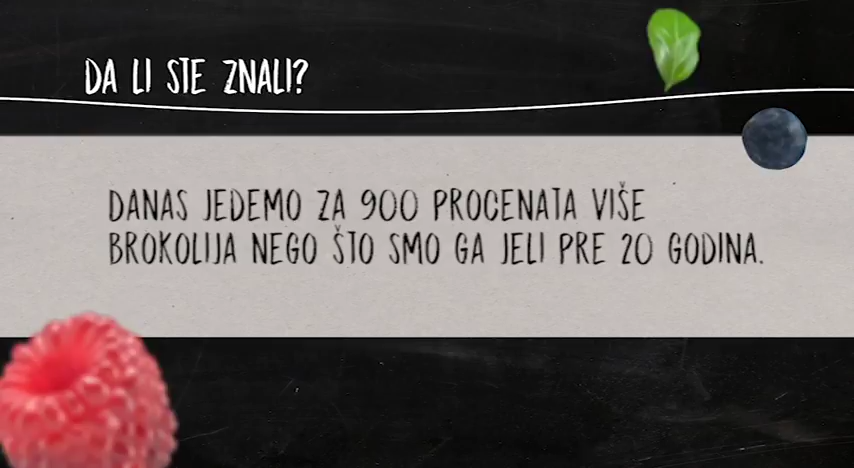 DA LI STE ZNALI?
DANAS JEDEMO ZA 900 PROCENATA VIŠE
BROKOLIJA NEGO ŠTO SMO GA JELI PRE 20 GODINA.